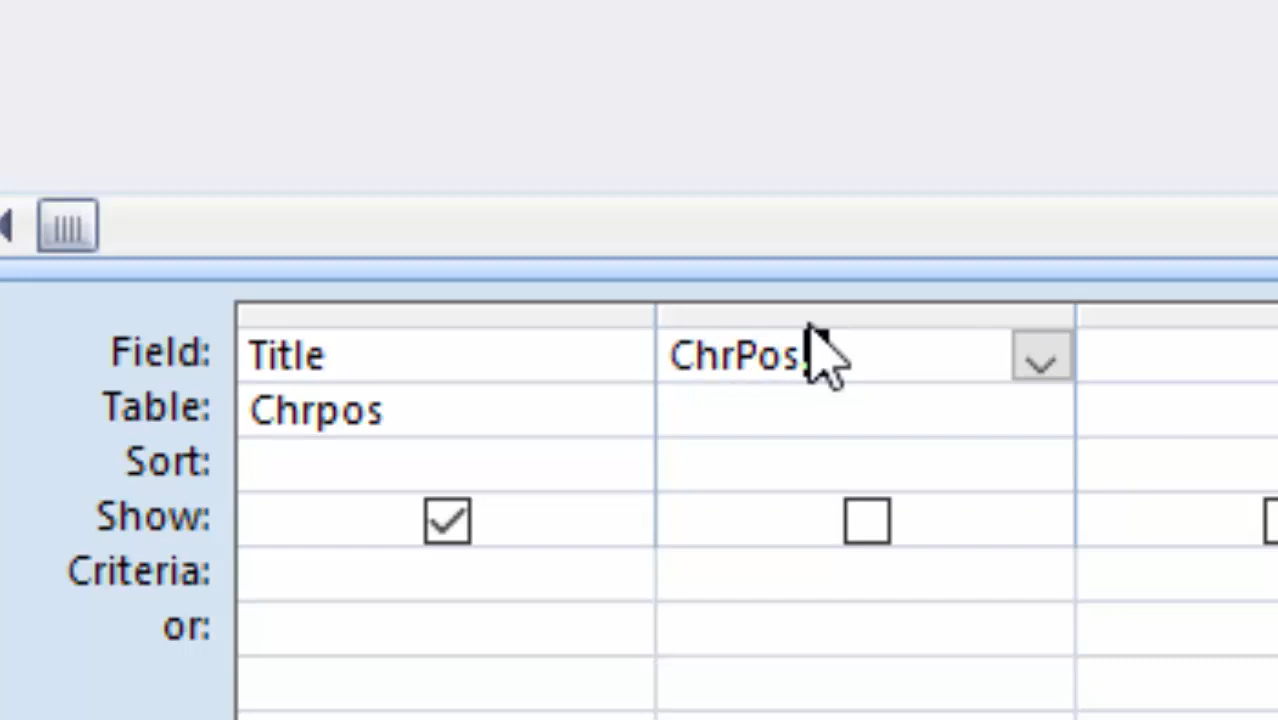 Field: Title ChrPos
Table: Chrpos
Sort:
Show:
Criteria:
or: